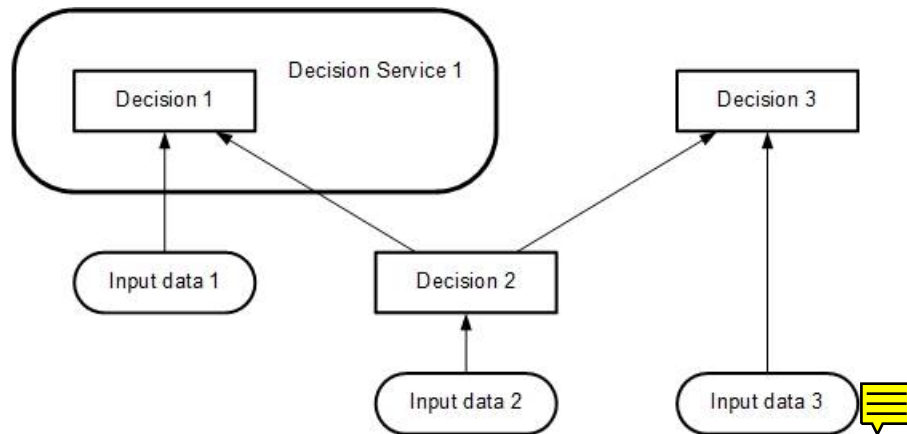 Decision Service 1
Decision 1
Decision 3
Input data 1
Decision 2
Input data 2
Input data 3